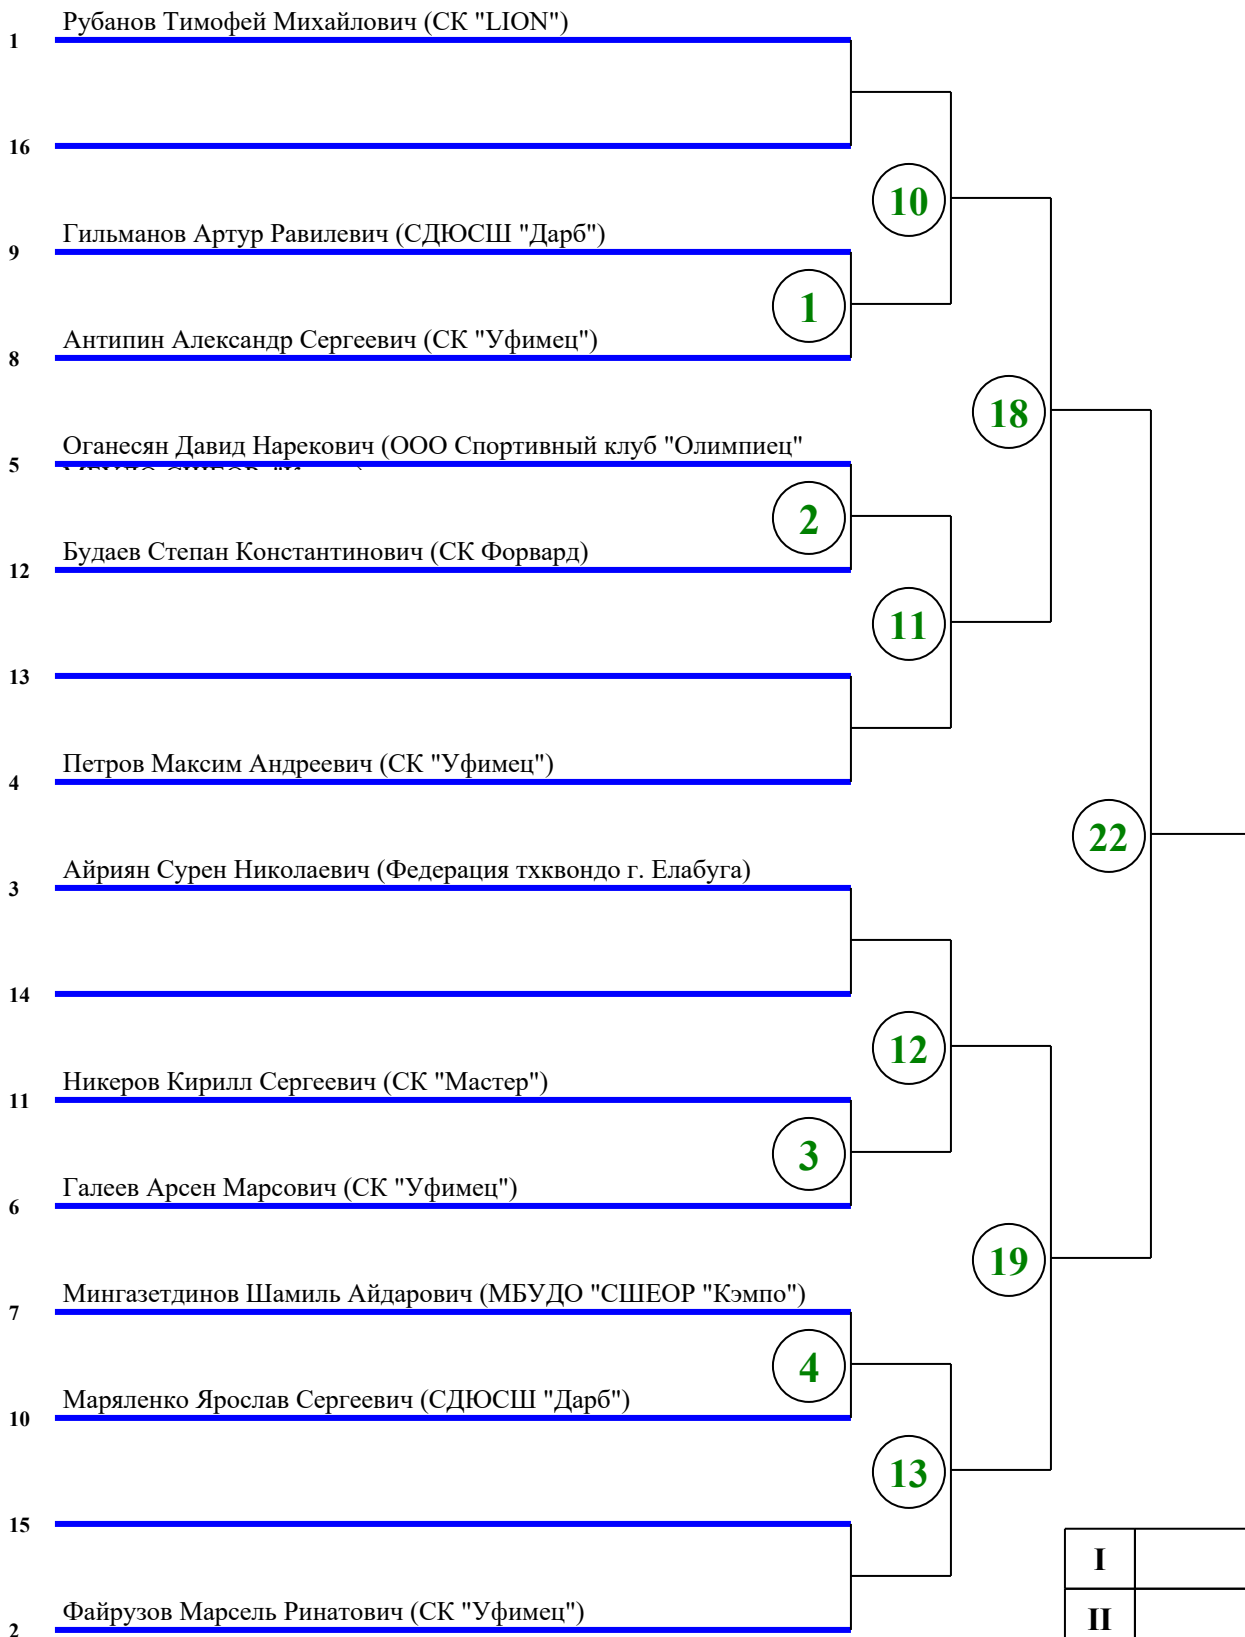 Рубанов Тимофей Михайлович (СК "LION")
1
16
10
Гильманов Артур Равилевич (СДЮСШ "Дарб")
9
1
Антипин Александр Сергеевич (СК "Уфимец")
8
18
Оганесян Давид Нарекович (ООО Спортивный клуб "Олимпиец"
5
2
Будаев Степан Константинович (СК Форвард)
12
11
13
Петров Максим Андреевич (СК "Уфимец")
4
22
Айриян Сурен Николаевич (Федерация тхквондо г. Елабуга)
3
14
12
Никеров Кирилл Сергеевич (СК "Мастер")
11
3
Галеев Арсен Марсович (СК "Уфимец")
6
19
Мингазетдинов Шамиль Айдарович (МБУДО "СШЕОР "Кэмпо")
7
4
Маряленко Ярослав Сергеевич (СДЮСШ "Дарб")
10
13
15
I
Файрузов Марсель Ринатович (СК "Уфимец")
II
2